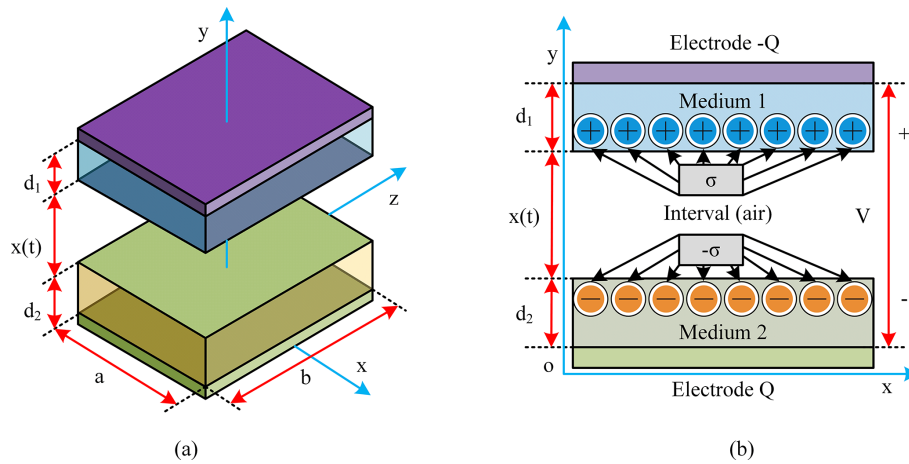 y
d₁
x(t)
d₂
z
x
a
b
(a)
y
Electrode -Q
Medium 1
d₁
+ + + + + + + +
σ
x(t)
Interval (air)
V
+
-σ
− − − − − − − −
d₂
Medium 2
-
o
Electrode Q
x
(b)